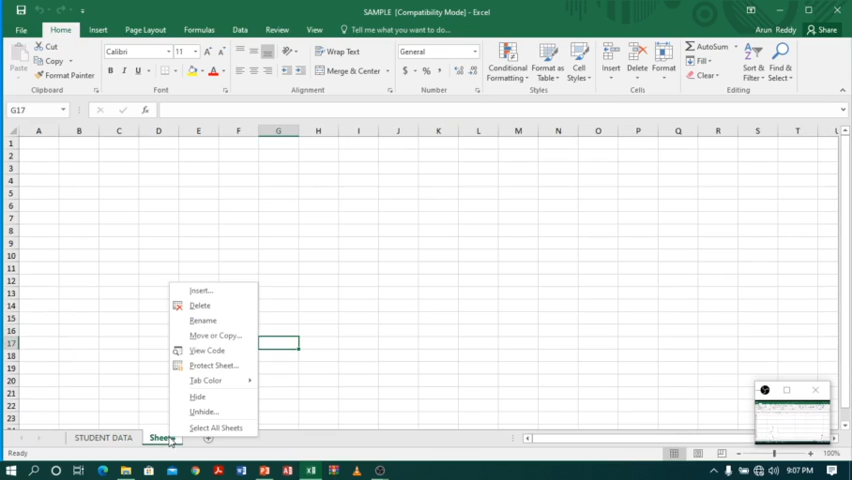 SAMPLE [Compatibility Mode] - Excel
File Home Insert Page Layout Formulas Data Review View Tell me what you want to do... Arun Reddy Share
Cut
Copy
Format Painter
Paste
Clipboard
Calibri 11
B I U
Font
Wrap Text
Merge & Center
Alignment
General
$ % ,
Number
Conditional Formatting
Format as Table
Cell Styles
Styles
Insert Delete Format
Cells
AutoSum
Fill
Clear
Sort & Filter
Find & Select
Editing
G17 fx
A B C D E F G H I J K L M N O P Q R S T U
1
2
3
4
5
6
7
8
9
10
11
12
13
14
15
16
17
18
19
20
21
22
23
24
Insert...
Delete
Rename
Move or Copy...
View Code
Protect Sheet...
Tab Color
Hide
Unhide...
Select All Sheets
STUDENT DATA Sheet
Ready 100%
9:07 PM